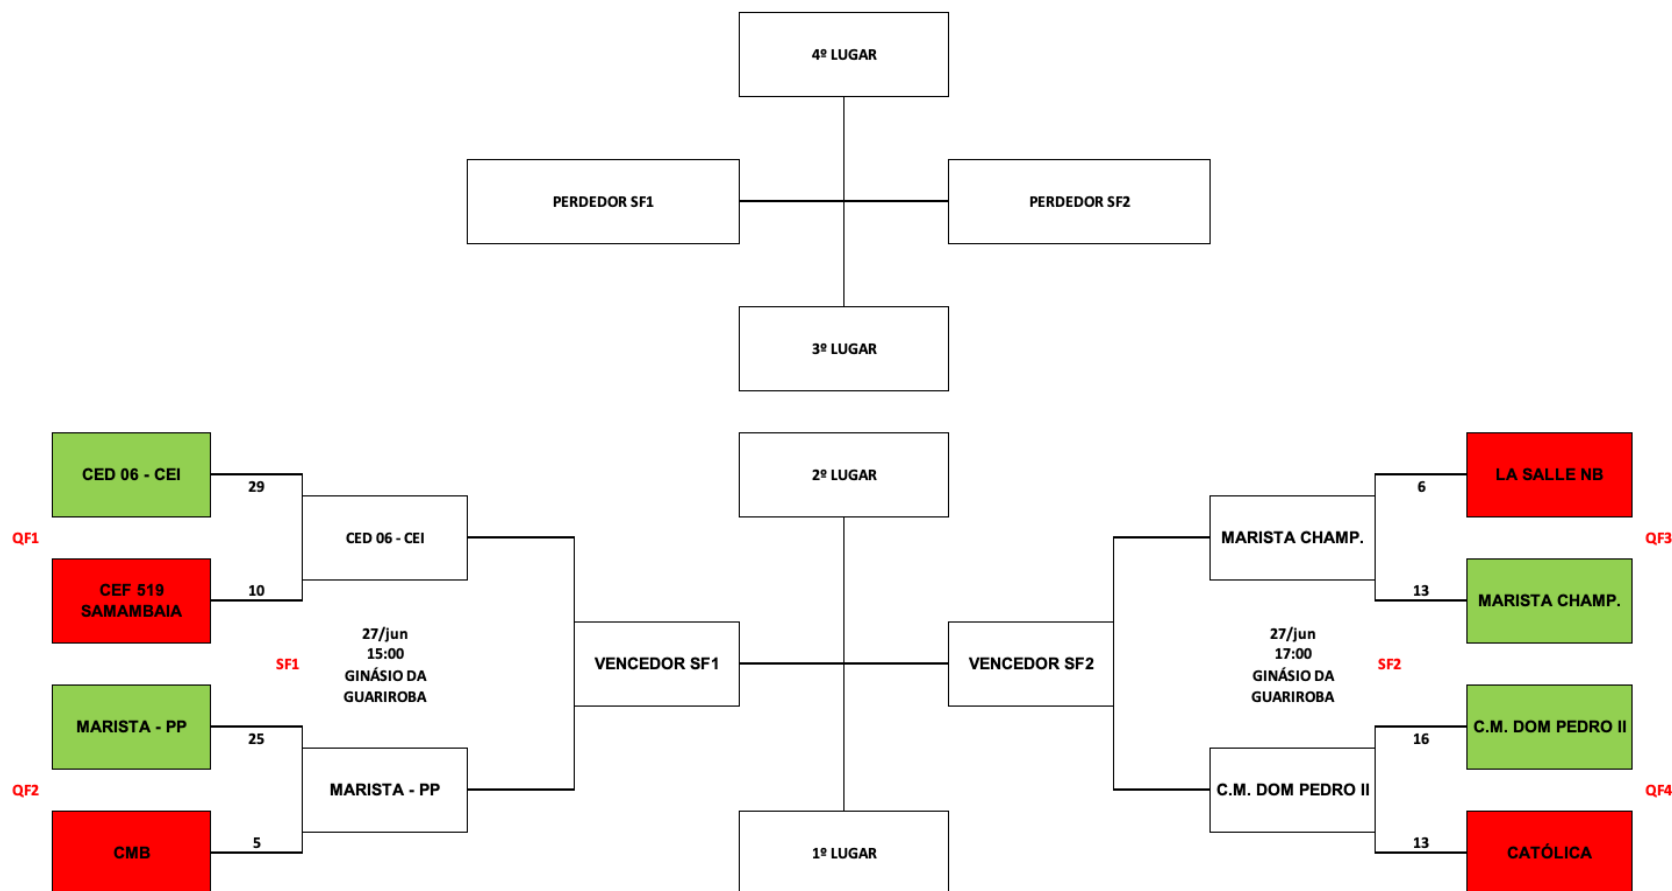 4º LUGAR
PERDEDOR SF1
PERDEDOR SF2
3º LUGAR
CED 06 - CEI
29
2º LUGAR
6
LA SALLE NB
QF1
CED 06 - CEI
MARISTA CHAMP.
QF3
CEF 519
SAMAMBAIA
10
13
MARISTA CHAMP.
SF1
27/jun
15:00
GINÁSIO DA
GUARIROBA
VENCEDOR SF1
VENCEDOR SF2
27/jun
17:00
GINÁSIO DA
GUARIROBA
SF2
MARISTA - PP
25
16
C.M. DOM PEDRO II
QF2
MARISTA - PP
C.M. DOM PEDRO II
QF4
CMB
5
1º LUGAR
13
CATÓLICA